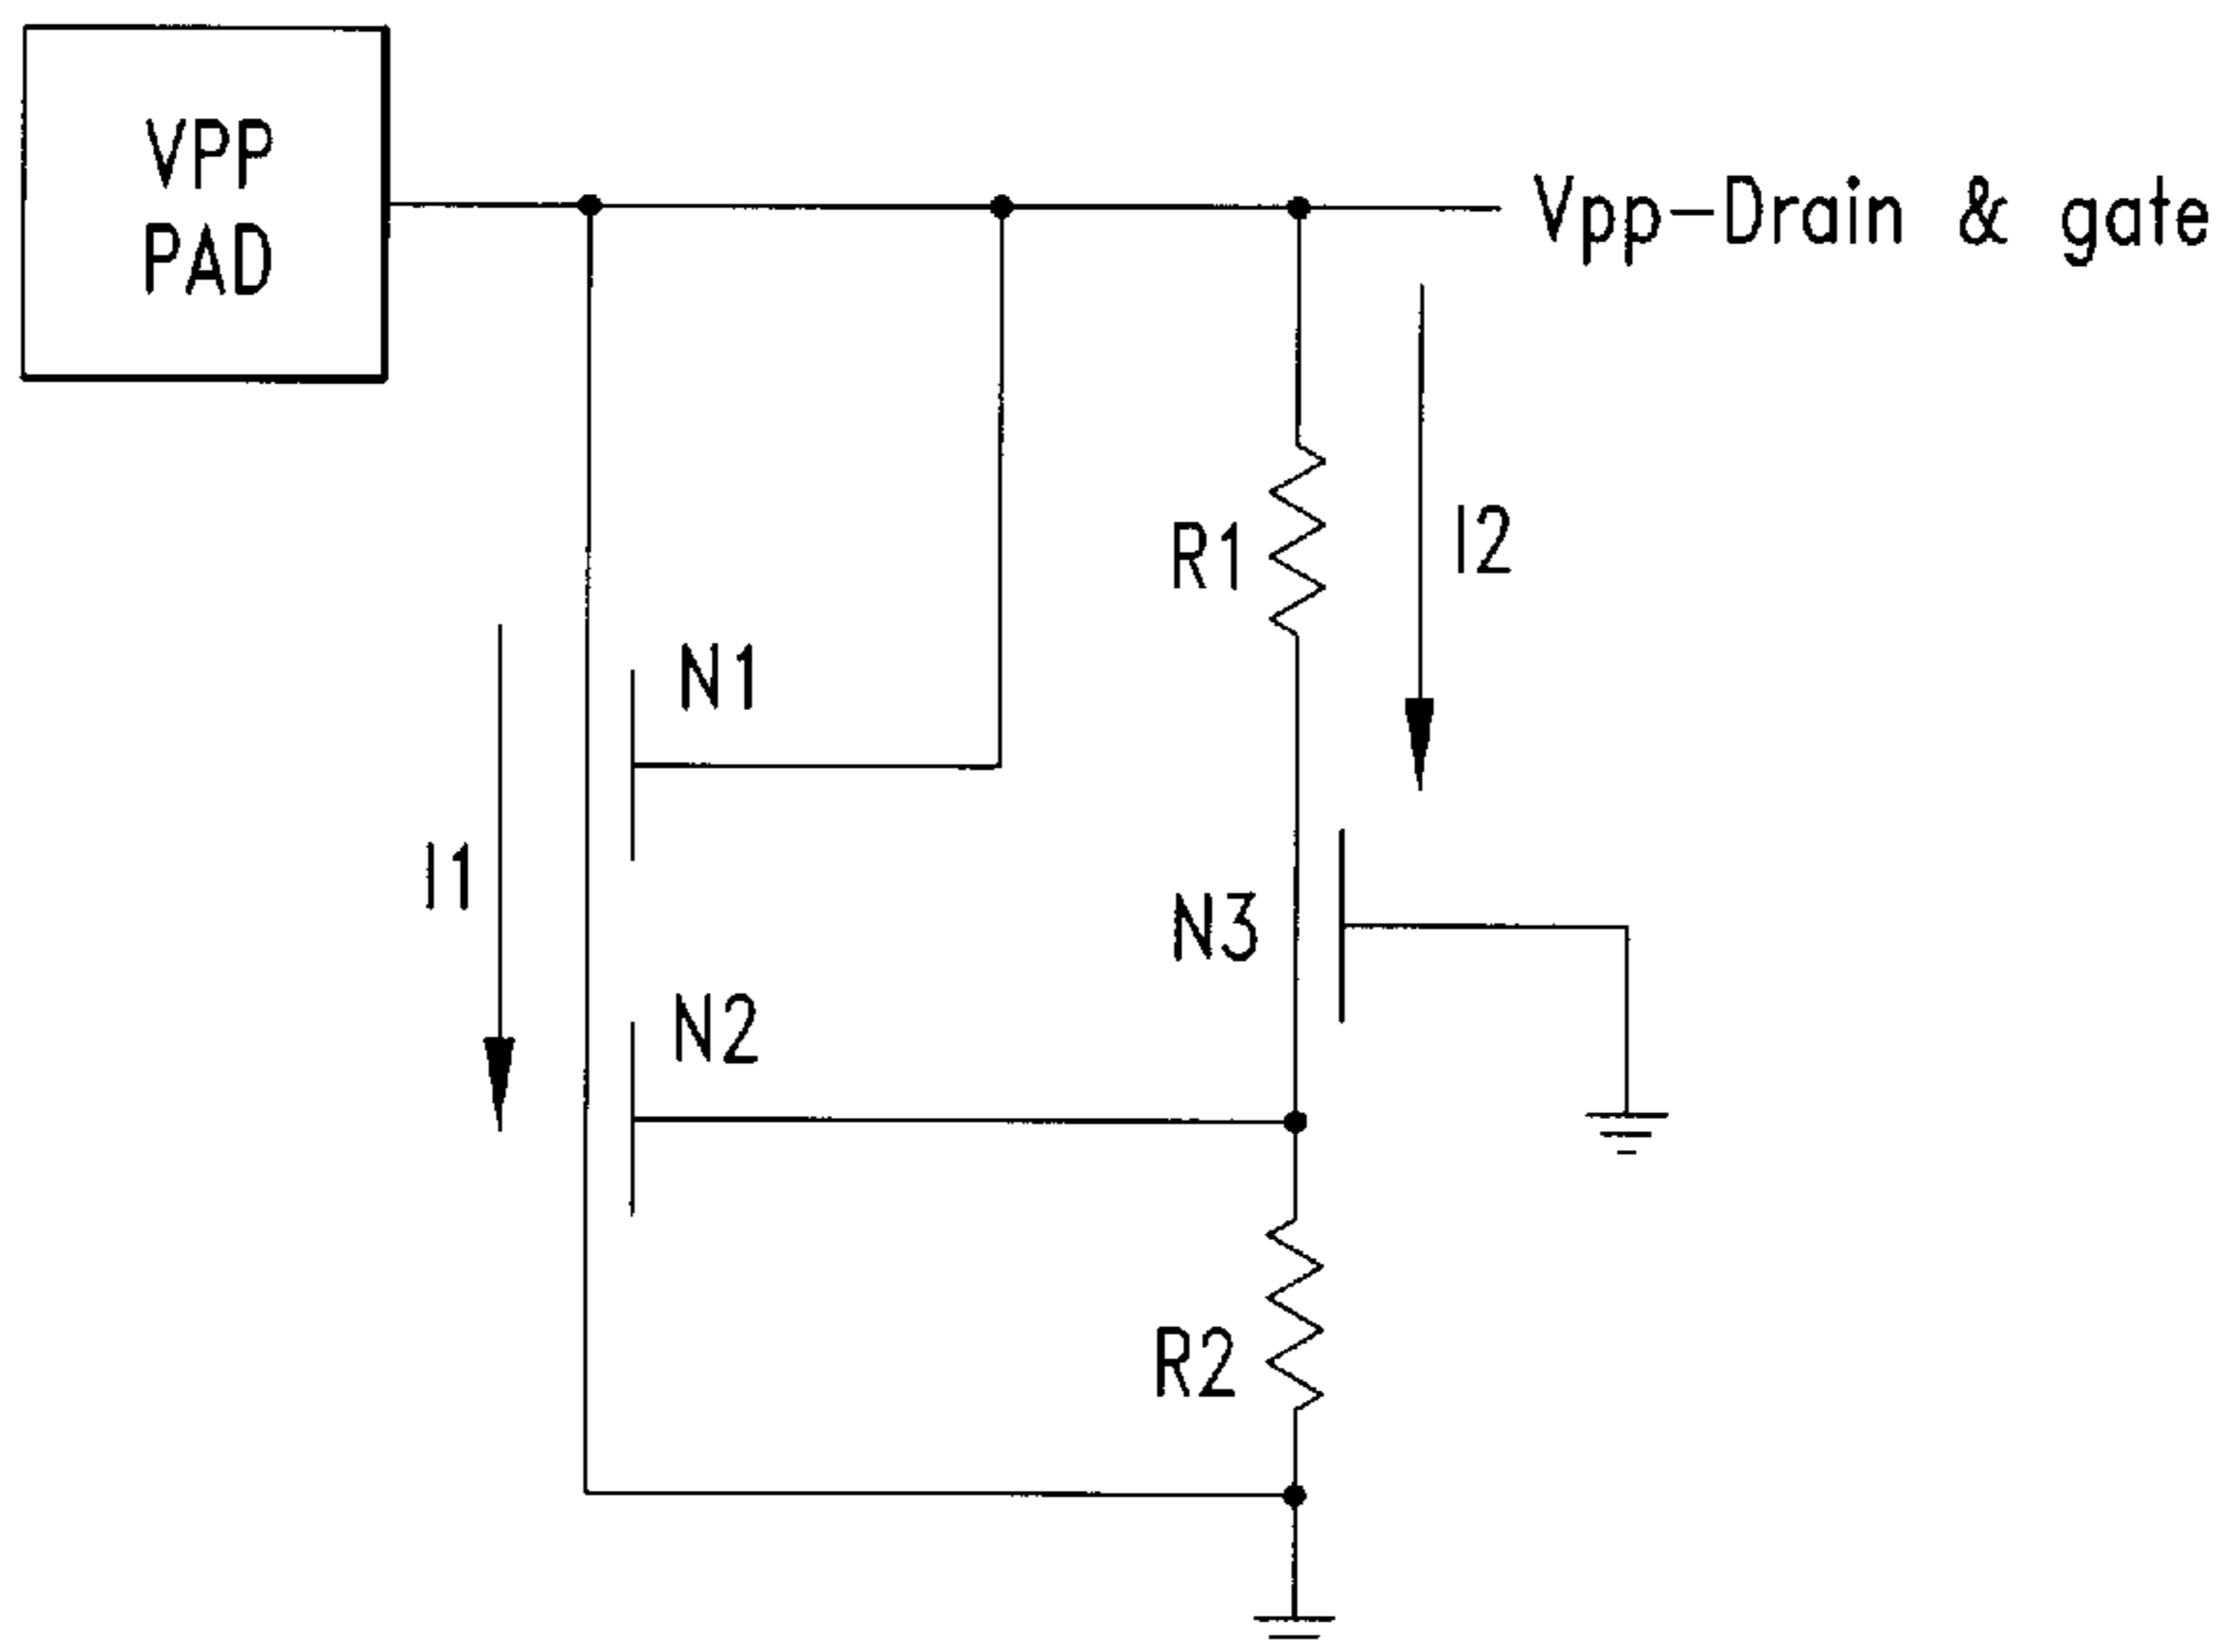 VPP
PAD
Vpp-Drain & gate
R1
I2
N1
I1
N3
N2
R2